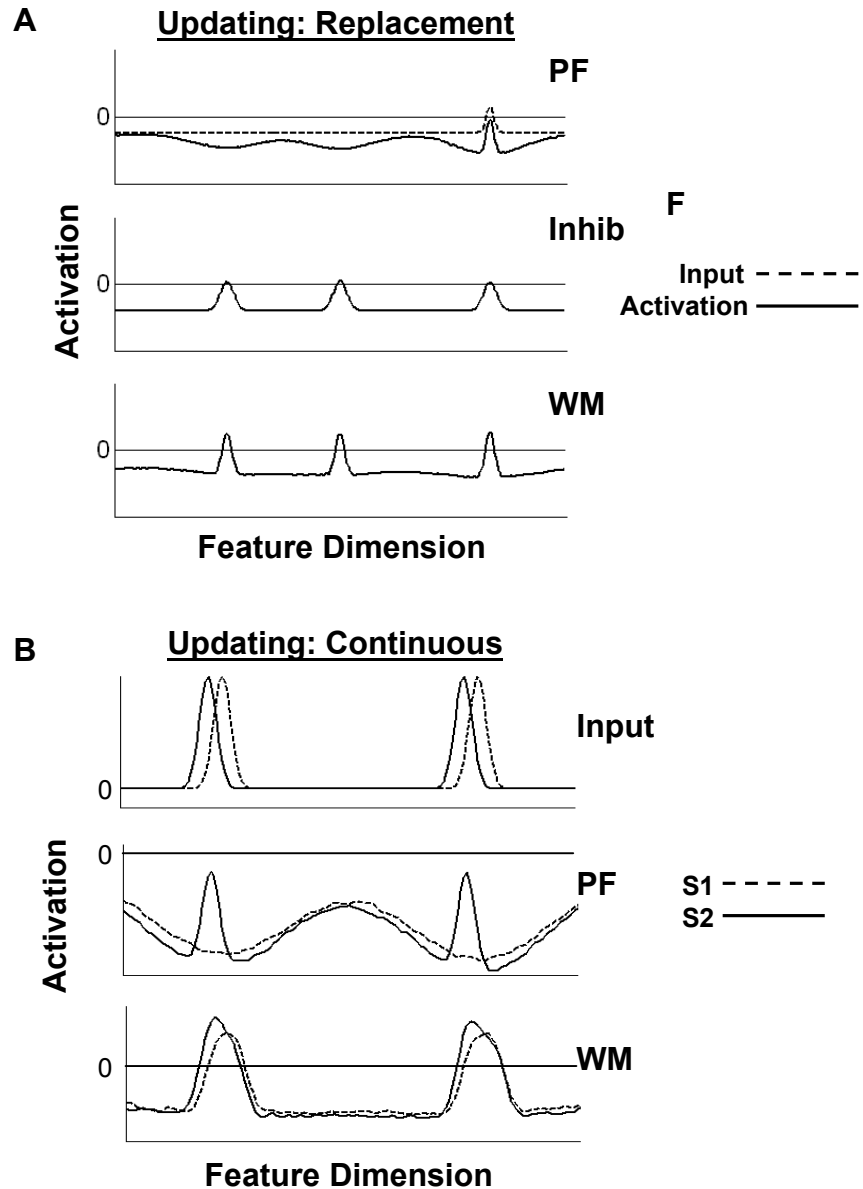 A
Updating: Replacement
PF
0
Inhib
0
WM
0
Activation
Feature Dimension
F
Input
Activation
B
Updating: Continuous
Input
0
PF
0
WM
0
Activation
Feature Dimension
S1
S2